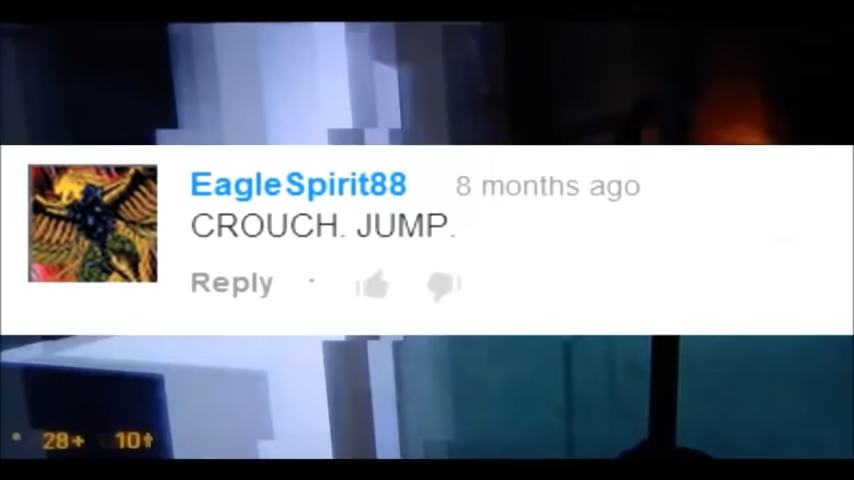 EagleSpirit88 8 months ago
CROUCH. JUMP.
Reply ·
28+ 10